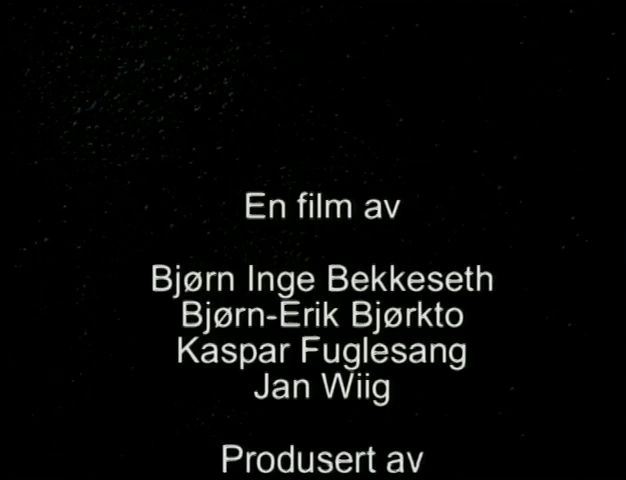 En film av
Bjørn Inge Bekkeseth
Bjørn-Erik Bjørkto
Kaspar Fuglesang
Jan Wiig
Produsert av